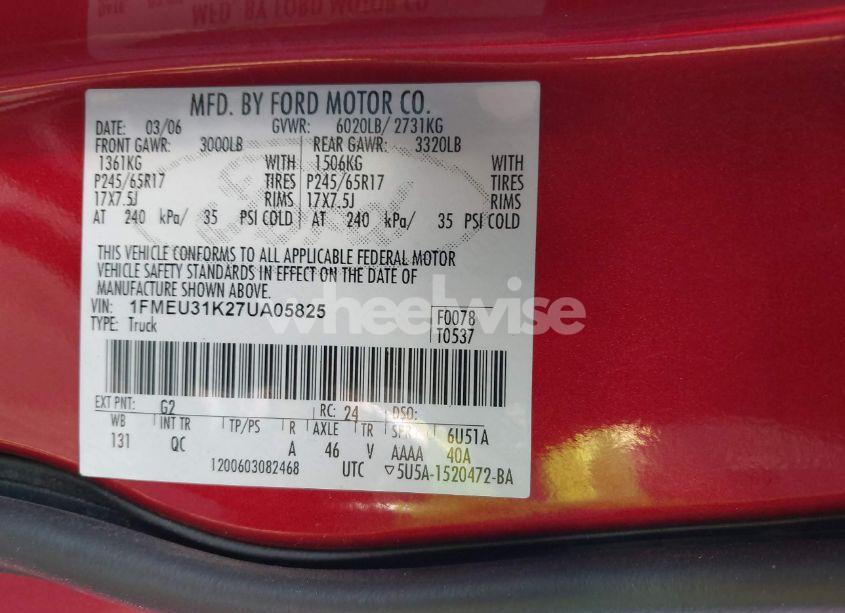 MFD. BY FORD MOTOR CO.
DATE: 03/06 GVWR: 6020LB/ 2731KG
FRONT GAWR: 3000LB REAR GAWR: 3320LB
1361KG WITH 1506KG WITH
P245/65R17 TIRES P245/65R17 TIRES
17X7.5J RIMS 17X7.5J RIMS
AT 240 kPa/ 35 PSI COLD AT 240 kPa/ 35 PSI COLD
THIS VEHICLE CONFORMS TO ALL APPLICABLE FEDERAL MOTOR
VEHICLE SAFETY STANDARDS IN EFFECT ON THE DATE OF
MANUFACTURE SHOWN ABOVE.
VIN: 1FMEU31K27UA05825 F0078
TYPE: Truck T0537
wheelwise
EXT PNT: G2 RC: 24 DSO:
WB INT TR TP/PS R AXLE TR SPR 6U51A
131 QC A 46 V AAAA 40A
1200603082468 UTC ▽5U5A-1520472-BA